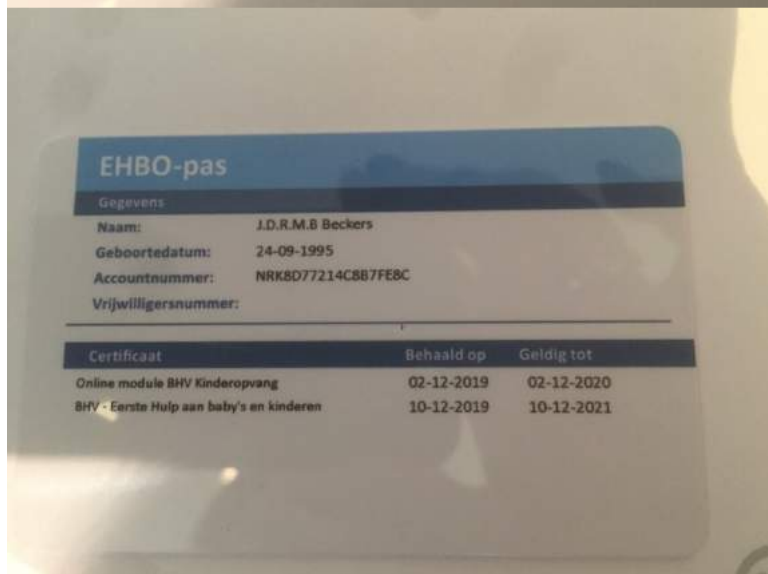 EHBO-pas
Gegevens
Naam: J.D.R.M.B Beckers
Geboortedatum: 24-09-1995
Accountnummer: NRK8D77214C8B7FE8C
Vrijwilligersnummer:
Certificaat Behaald op Geldig tot
Online module BHV Kinderopvang 02-12-2019 02-12-2020
BHV - Eerste Hulp aan baby's en kinderen 10-12-2019 10-12-2021